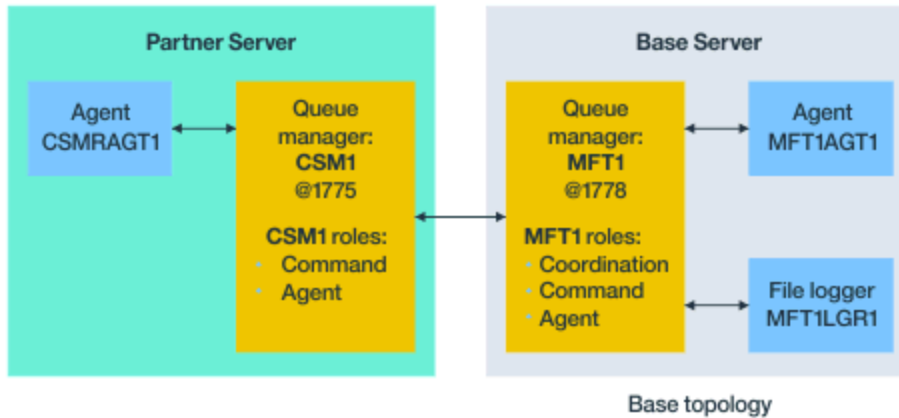 Partner Server
Agent
CSMRAGT1
Queue
manager:
CSM1
@1775
CSM1 roles:
• Command
• Agent
Base Server
Queue
manager:
MFT1
@1778
MFT1 roles:
• Coordination
• Command
• Agent
Agent
MFT1AGT1
File logger
MFT1LGR1
Base topology